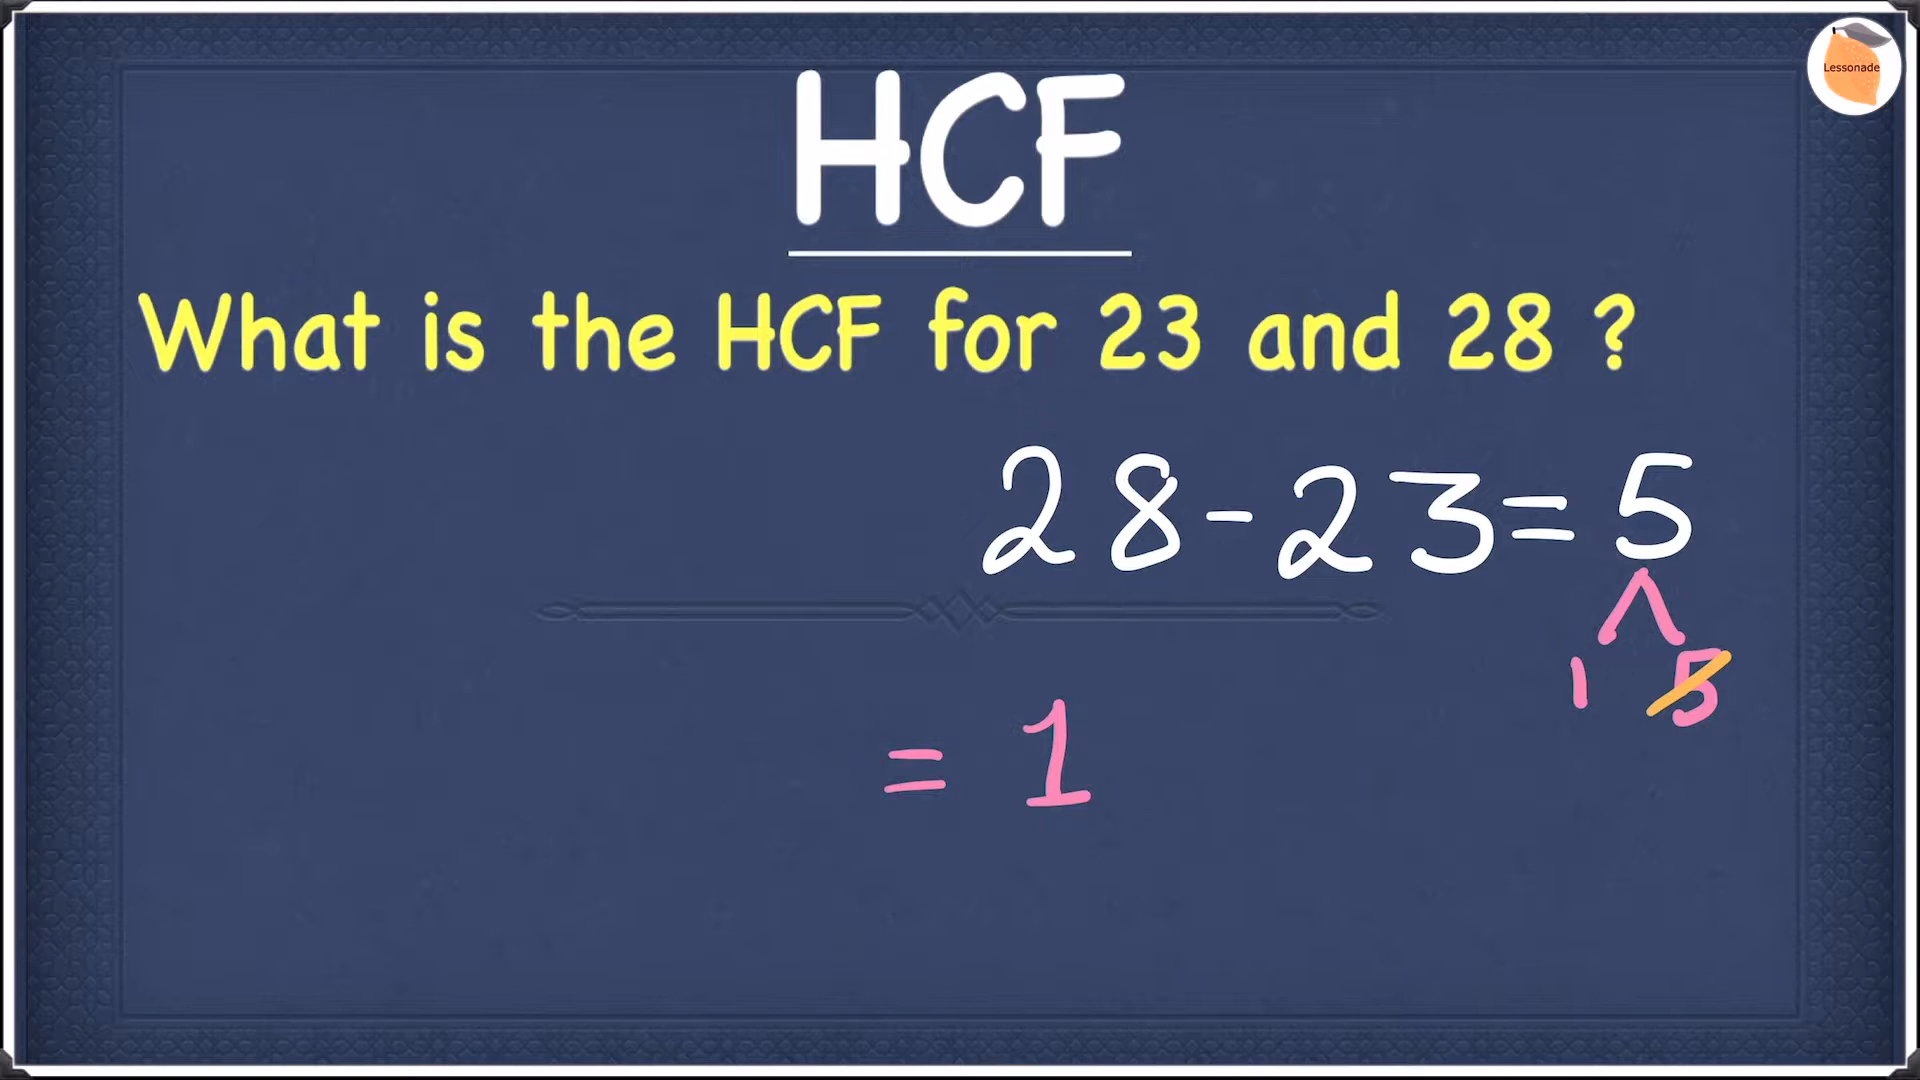 Lessonade
HCF
What is the HCF for 23 and 28 ?
28-23=5
1 5
= 1